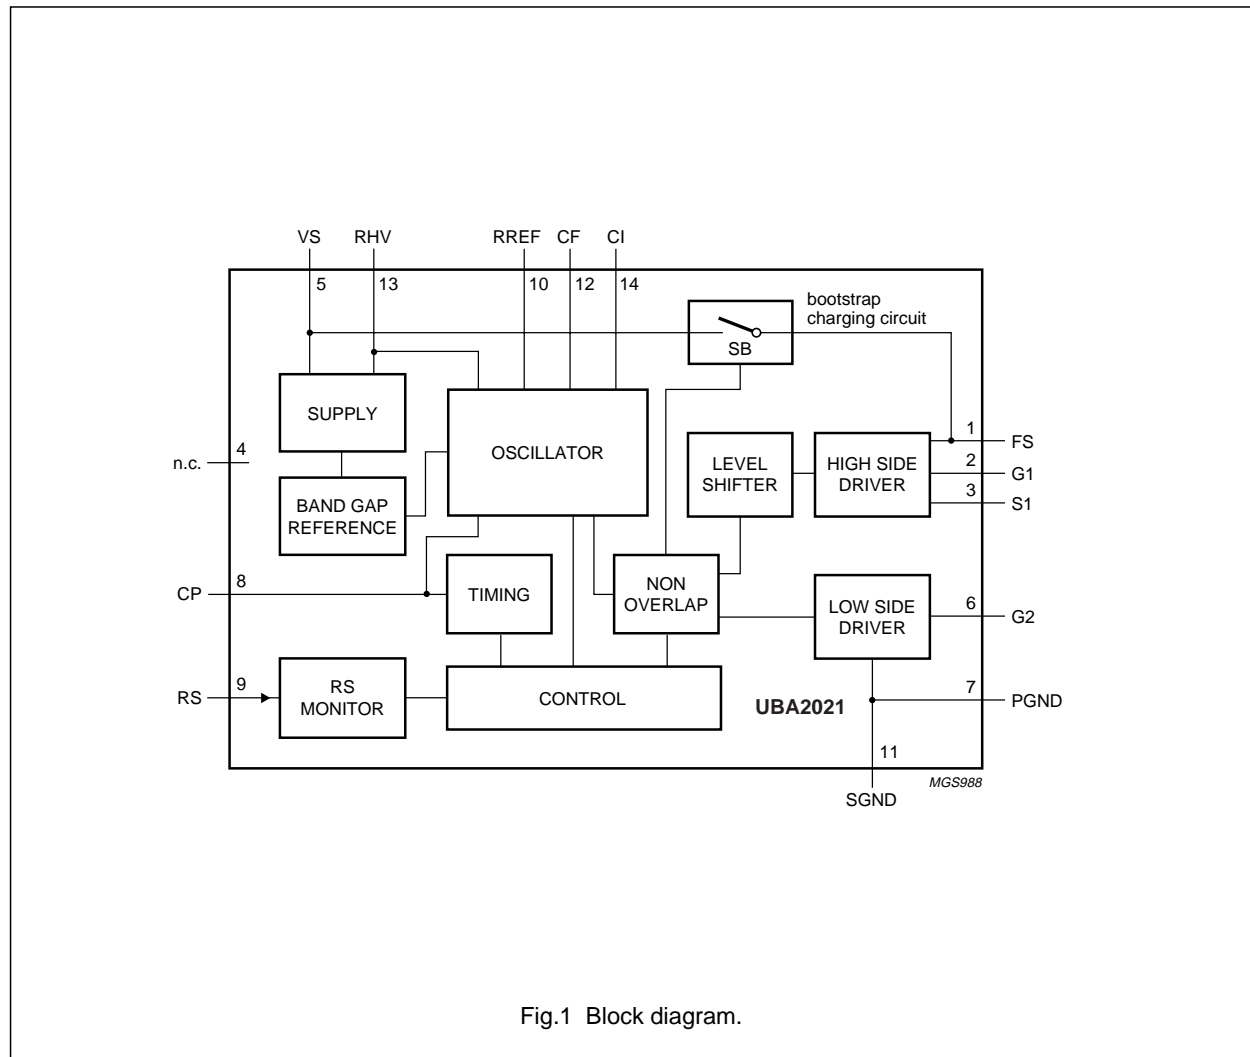 VS RHV RREF CF CI
5 13 10 12 14
bootstrap
charging circuit
SB
SUPPLY
OSCILLATOR
1 FS
n.c. 4
LEVEL
SHIFTER
HIGH SIDE
DRIVER
2 G1
3 S1
BAND GAP
REFERENCE
CP 8
TIMING
NON
OVERLAP
LOW SIDE
DRIVER
6 G2
RS 9
RS
MONITOR
CONTROL
UBA2021
7 PGND
11
SGND
MGS988
Fig.1 Block diagram.